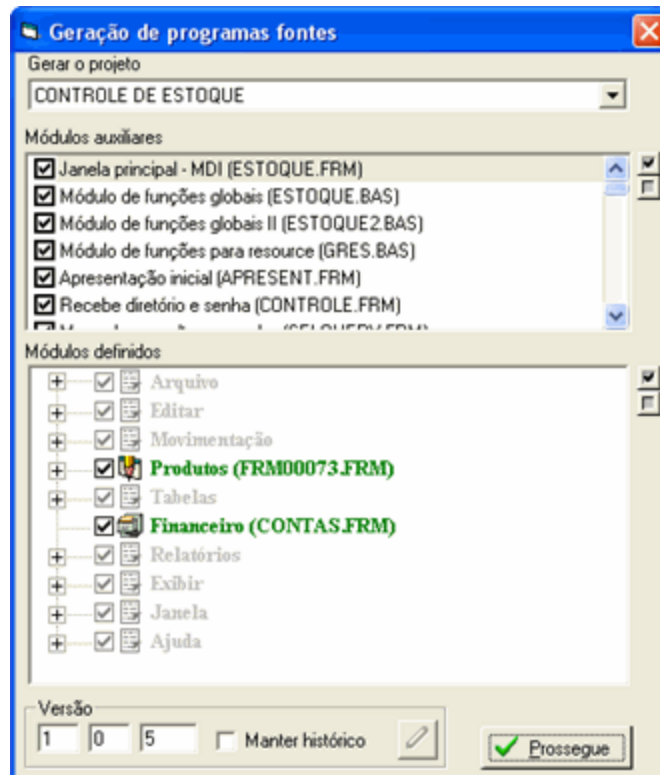 Geração de programas fontes
Gerar o projeto
CONTROLE DE ESTOQUE
Módulos auxiliares
Janela principal - MDI (ESTOQUE.FRM)
Módulo de funções globais (ESTOQUE.BAS)
Módulo de funções globais II (ESTOQUE2.BAS)
Módulo de funções para resource (GRES.BAS)
Apresentação inicial (APRESENT.FRM)
Recebe diretório e senha (CONTROLE.FRM)
Módulos definidos
Arquivo
Editar
Movimentação
Produtos (FRM00073.FRM)
Tabelas
Financeiro (CONTAS.FRM)
Relatórios
Exibir
Janela
Ajuda
Versão
1 0 5 Manter histórico
Prossegue